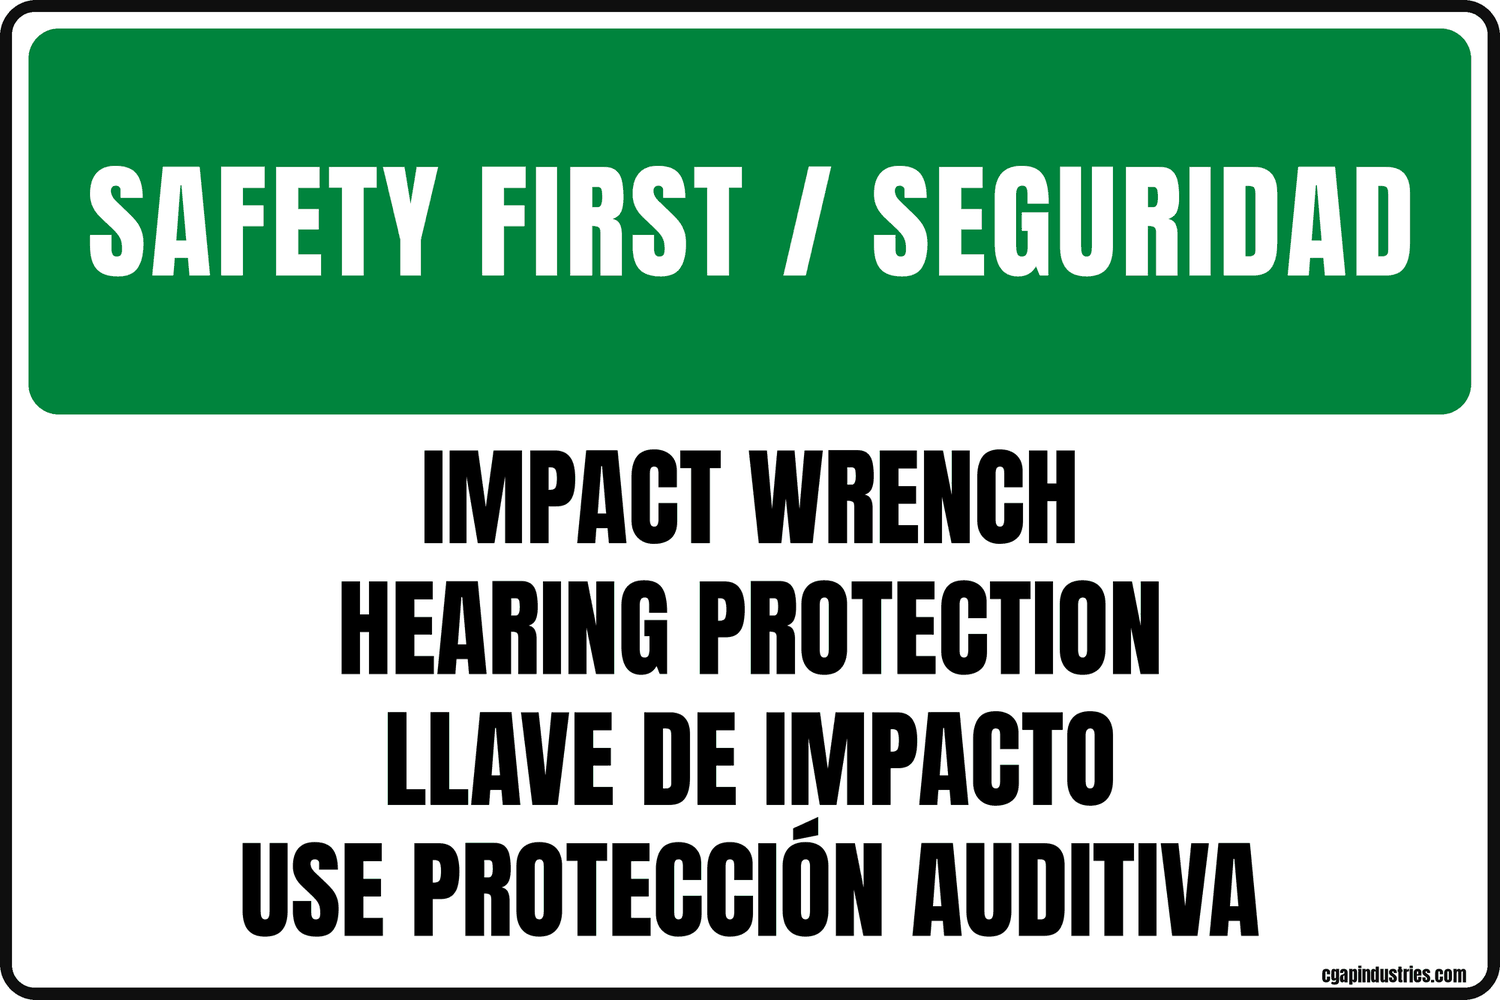 SAFETY FIRST / SEGURIDAD
IMPACT WRENCH
HEARING PROTECTION
LLAVE DE IMPACTO
USE PROTECCIÓN AUDITIVA
cgapindustries.com